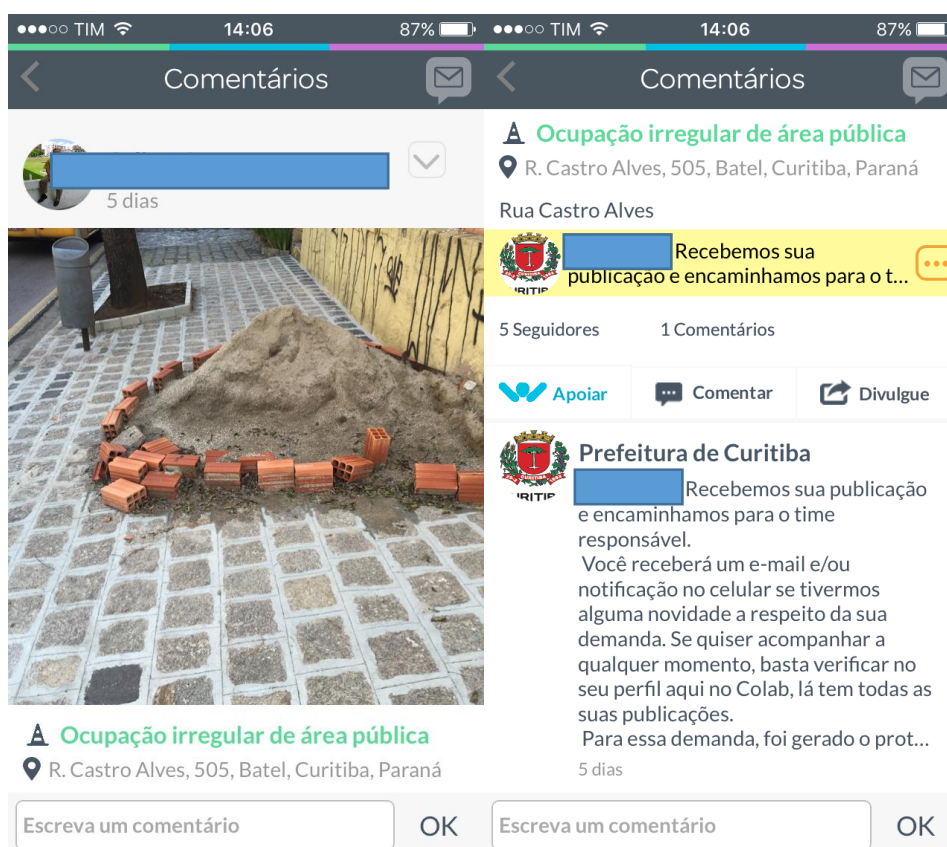 TIM 14:06 87%
Comentários
5 dias
Ocupação irregular de área pública
R. Castro Alves, 505, Batel, Curitiba, Paraná
Escreva um comentário OK
TIM 14:06 87%
Comentários
Ocupação irregular de área pública
R. Castro Alves, 505, Batel, Curitiba, Paraná
Rua Castro Alves
Recebemos sua
publicação e encaminhamos para o t...
5 Seguidores 1 Comentários
Apoiar Comentar Divulgue
Prefeitura de Curitiba
Recebemos sua publicação
e encaminhamos para o time
responsável.
Você receberá um e-mail e/ou
notificação no celular se tivermos
alguma novidade a respeito da sua
demanda. Se quiser acompanhar a
qualquer momento, basta verificar no
seu perfil aqui no Colab, lá tem todas as
suas publicações.
Para essa demanda, foi gerado o prot...
5 dias
Escreva um comentário OK